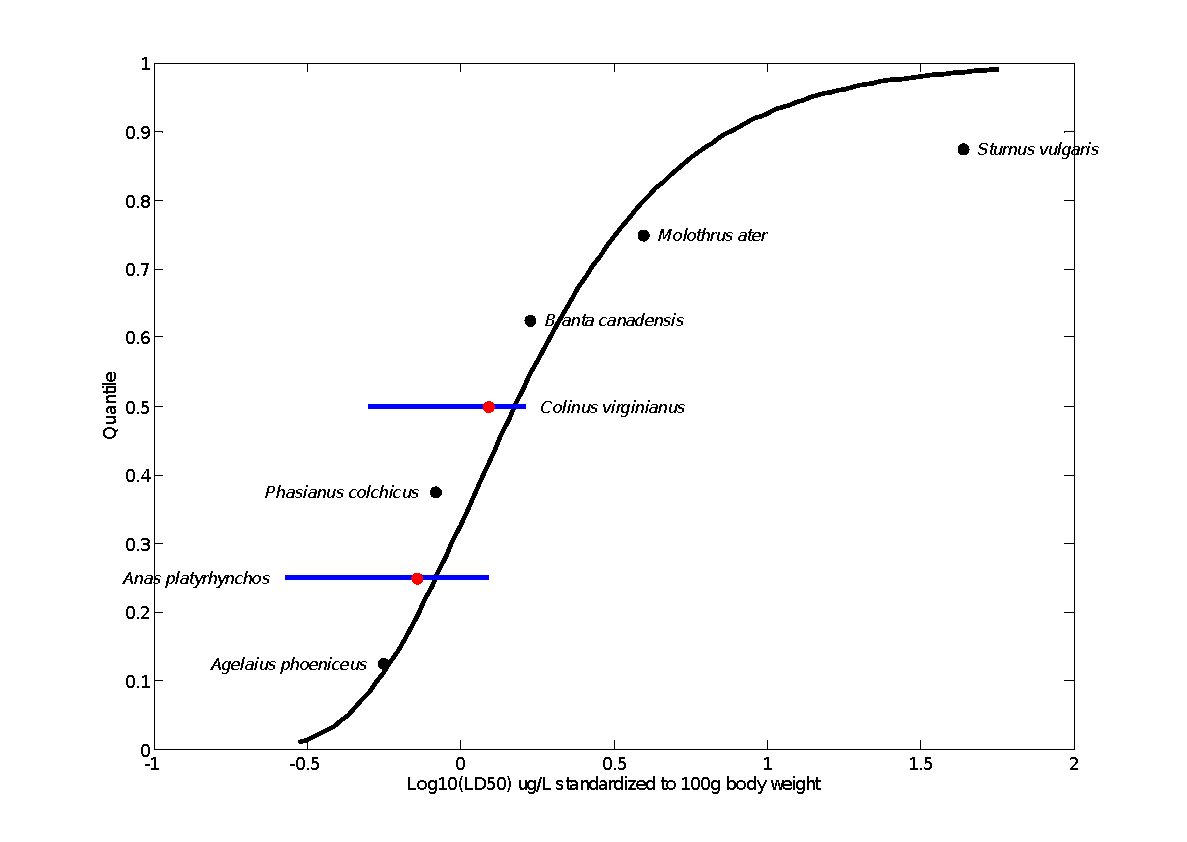 1
0.9
Sturnus vulgaris
0.8
Molothrus ater
0.7
Branta canadensis
0.6
Quantile
0.5
Colinus virginianus
0.4
Phasianus colchicus
0.3
Anas platyrhynchos
0.2
Agelaius phoeniceus
0.1
0
-1 -0.5 0 0.5 1 1.5 2
Log10(LD50) ug/L standardized to 100g body weight